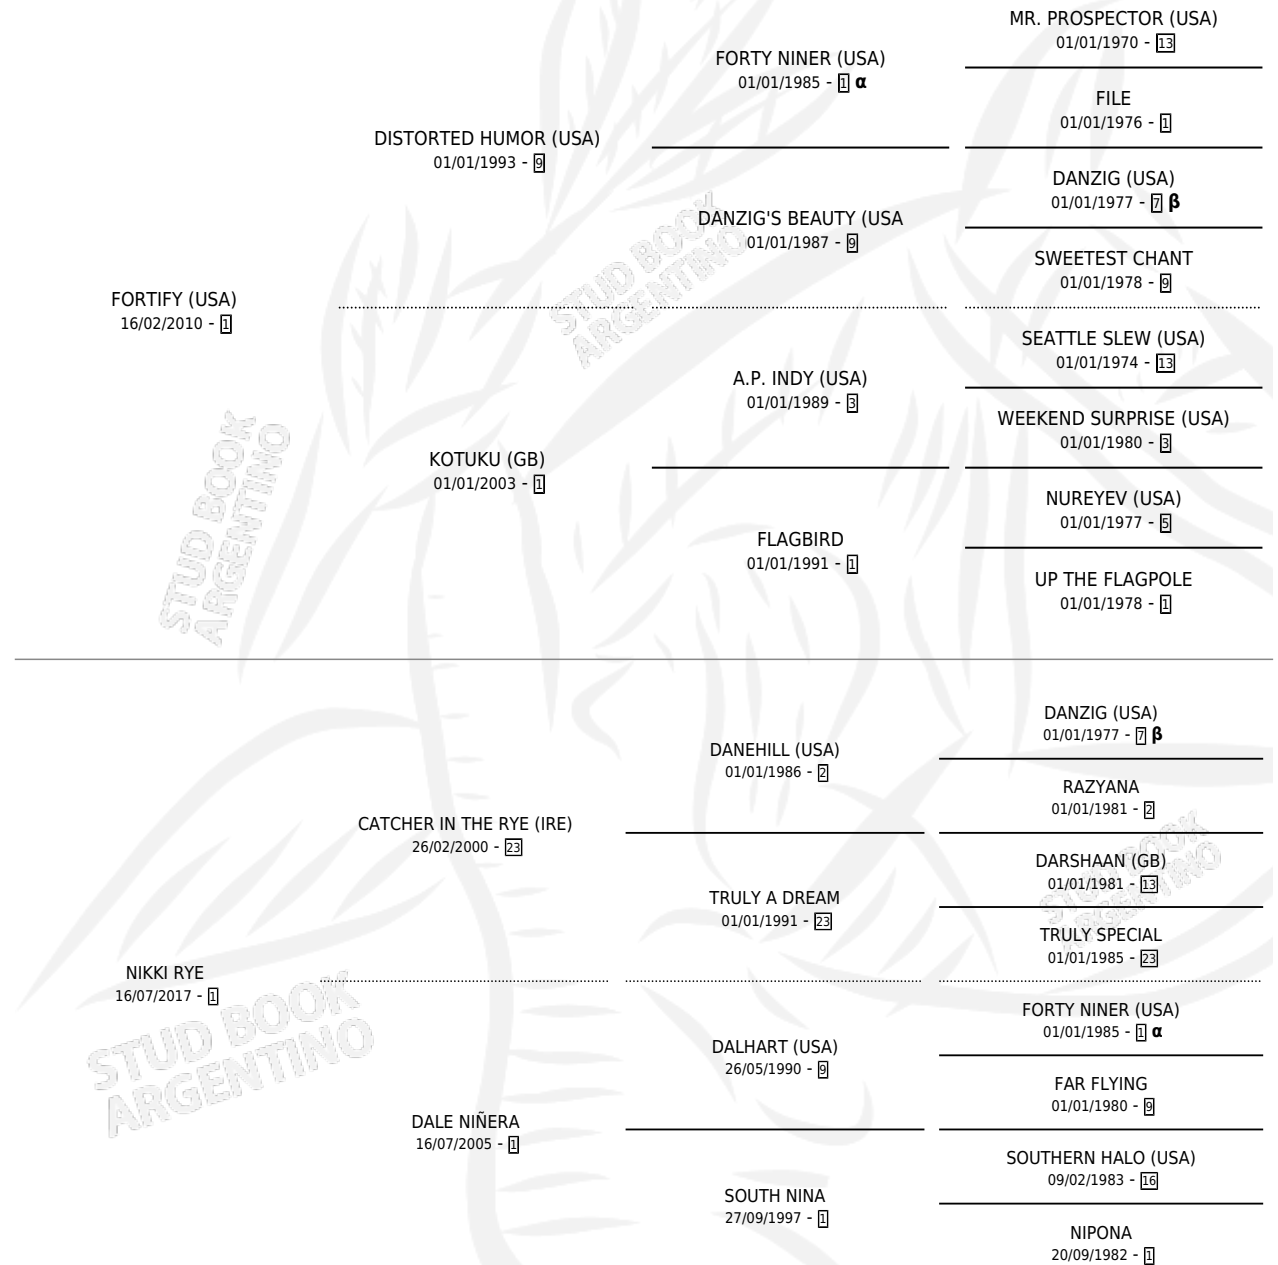 MR. PROSPECTOR (USA)
01/01/1970 - 13
FORTY NINER (USA)
01/01/1985 - 1 α
FILE
01/01/1976 - 1
DISTORTED HUMOR (USA)
01/01/1993 - 9
DANZIG (USA)
01/01/1977 - 7 β
DANZIG'S BEAUTY (USA
01/01/1987 - 9
SWEETEST CHANT
01/01/1978 - 9
FORTIFY (USA)
16/02/2010 - 1
SEATTLE SLEW (USA)
01/01/1974 - 13
A.P. INDY (USA)
01/01/1989 - 3
WEEKEND SURPRISE (USA)
01/01/1980 - 3
KOTUKU (GB)
01/01/2003 - 1
NUREYEV (USA)
01/01/1977 - 5
FLAGBIRD
01/01/1991 - 1
UP THE FLAGPOLE
01/01/1978 - 1
DANZIG (USA)
01/01/1977 - 7 β
DANEHILL (USA)
01/01/1986 - 2
RAZYANA
01/01/1981 - 2
CATCHER IN THE RYE (IRE)
26/02/2000 - 23
DARSHAAN (GB)
01/01/1981 - 13
TRULY A DREAM
01/01/1991 - 23
TRULY SPECIAL
01/01/1985 - 23
NIKKI RYE
16/07/2017 - 1
FORTY NINER (USA)
01/01/1985 - 1 α
DALHART (USA)
26/05/1990 - 9
FAR FLYING
01/01/1980 - 9
DALE NIÑERA
16/07/2005 - 1
SOUTHERN HALO (USA)
09/02/1983 - 16
SOUTH NINA
27/09/1997 - 1
NIPONA
20/09/1982 - 1
STUD BOOK
ARGENTINO
STUD BOOK
ARGENTINO
STUD BOOK
ARGENTINO
STUD BOOK
ARGENTINO